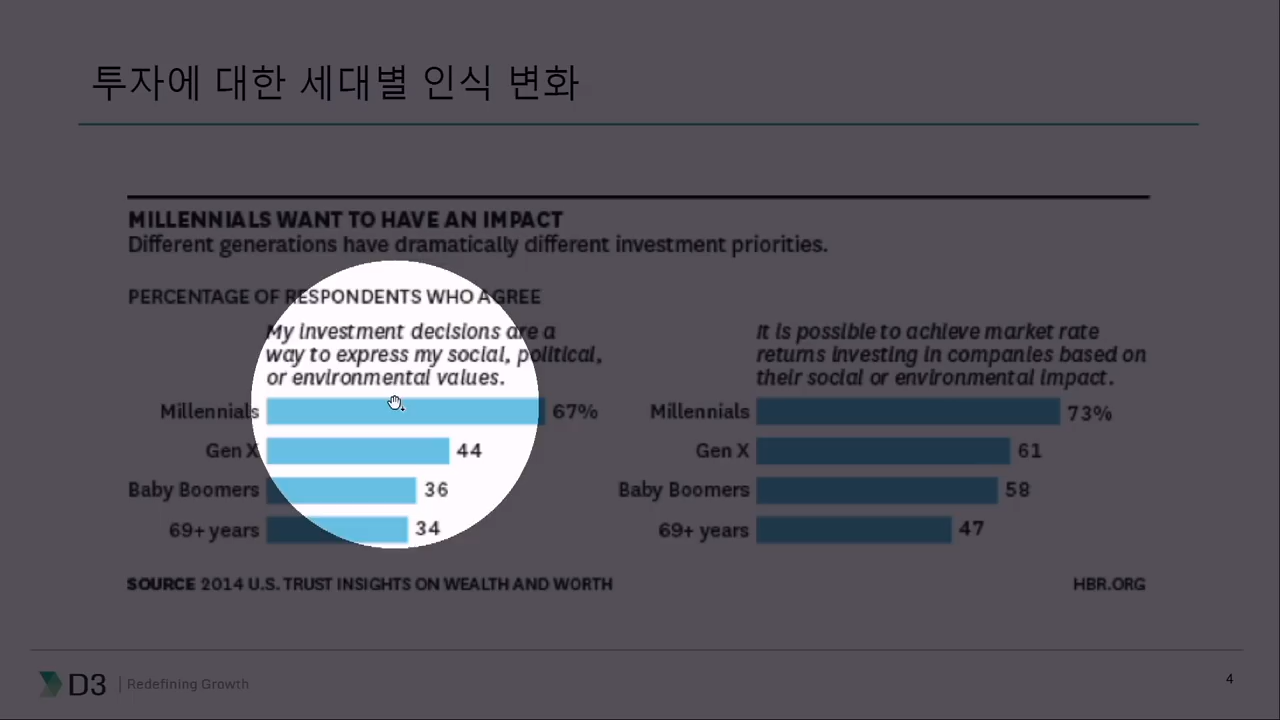 투자에 대한 세대별 인식 변화
MILLENNIALS WANT TO HAVE AN IMPACT
Different generations have dramatically different investment priorities.
PERCENTAGE OF RESPONDENTS WHO AGREE
My investment decisions are a
way to express my social, political,
or environmental values.
Millennials 67%
Gen X 44
Baby Boomers 36
69+ years 34
It is possible to achieve market rate
returns investing in companies based on
their social or environmental impact.
Millennials 73%
Gen X 61
Baby Boomers 58
69+ years 47
SOURCE 2014 U.S. TRUST INSIGHTS ON WEALTH AND WORTH
HBR.ORG
D3 | Redefining Growth
4